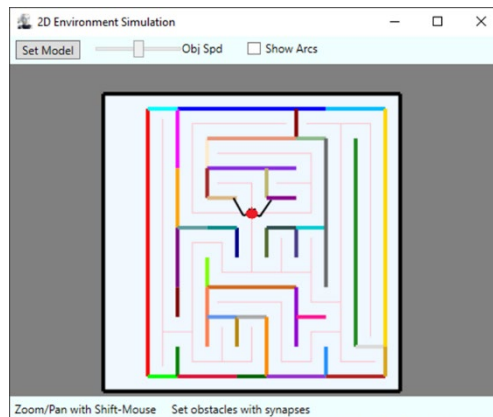 2D Environment Simulation
Set Model Obj Spd Show Arcs
Zoom/Pan with Shift-Mouse Set obstacles with synapses